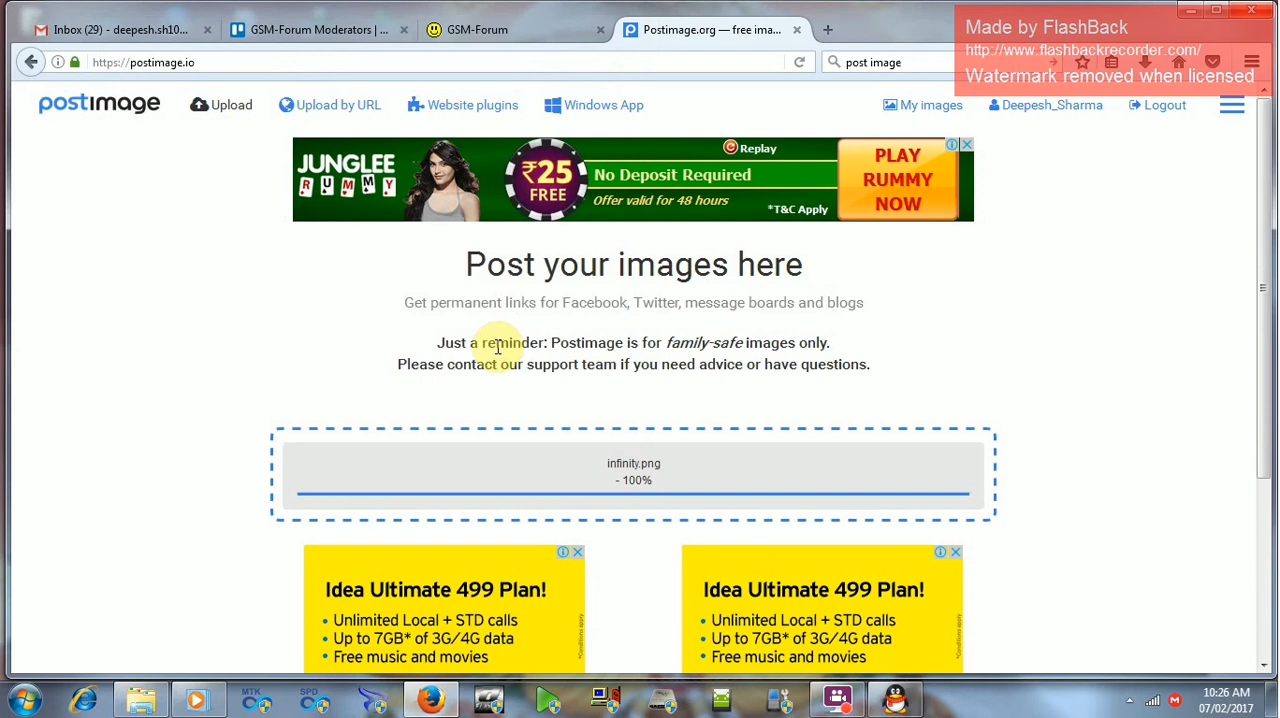 Inbox (29) - deepesh.sh10...
GSM-Forum Moderators | ...
GSM-Forum
Postimage.org — free ima...
Made by FlashBack
http://www.flashbackrecorder.com/
Watermark removed when licensed
https://postimage.io
post image
postimage
Upload
Upload by URL
Website plugins
Windows App
My images
Deepesh_Sharma
Logout
JUNGLEE
RUMMY
₹25
FREE
Replay
No Deposit Required
Offer valid for 48 hours
*T&C Apply
PLAY
RUMMY
NOW
Post your images here
Get permanent links for Facebook, Twitter, message boards and blogs
Just a reminder: Postimage is for family-safe images only.
Please contact our support team if you need advice or have questions.
infinity.png
- 100%
Idea Ultimate 499 Plan!
• Unlimited Local + STD calls
• Up to 7GB* of 3G/4G data
• Free music and movies
*Conditions apply
Idea Ultimate 499 Plan!
• Unlimited Local + STD calls
• Up to 7GB* of 3G/4G data
• Free music and movies
*Conditions apply
MTK
SPD
10:26 AM
07/02/2017